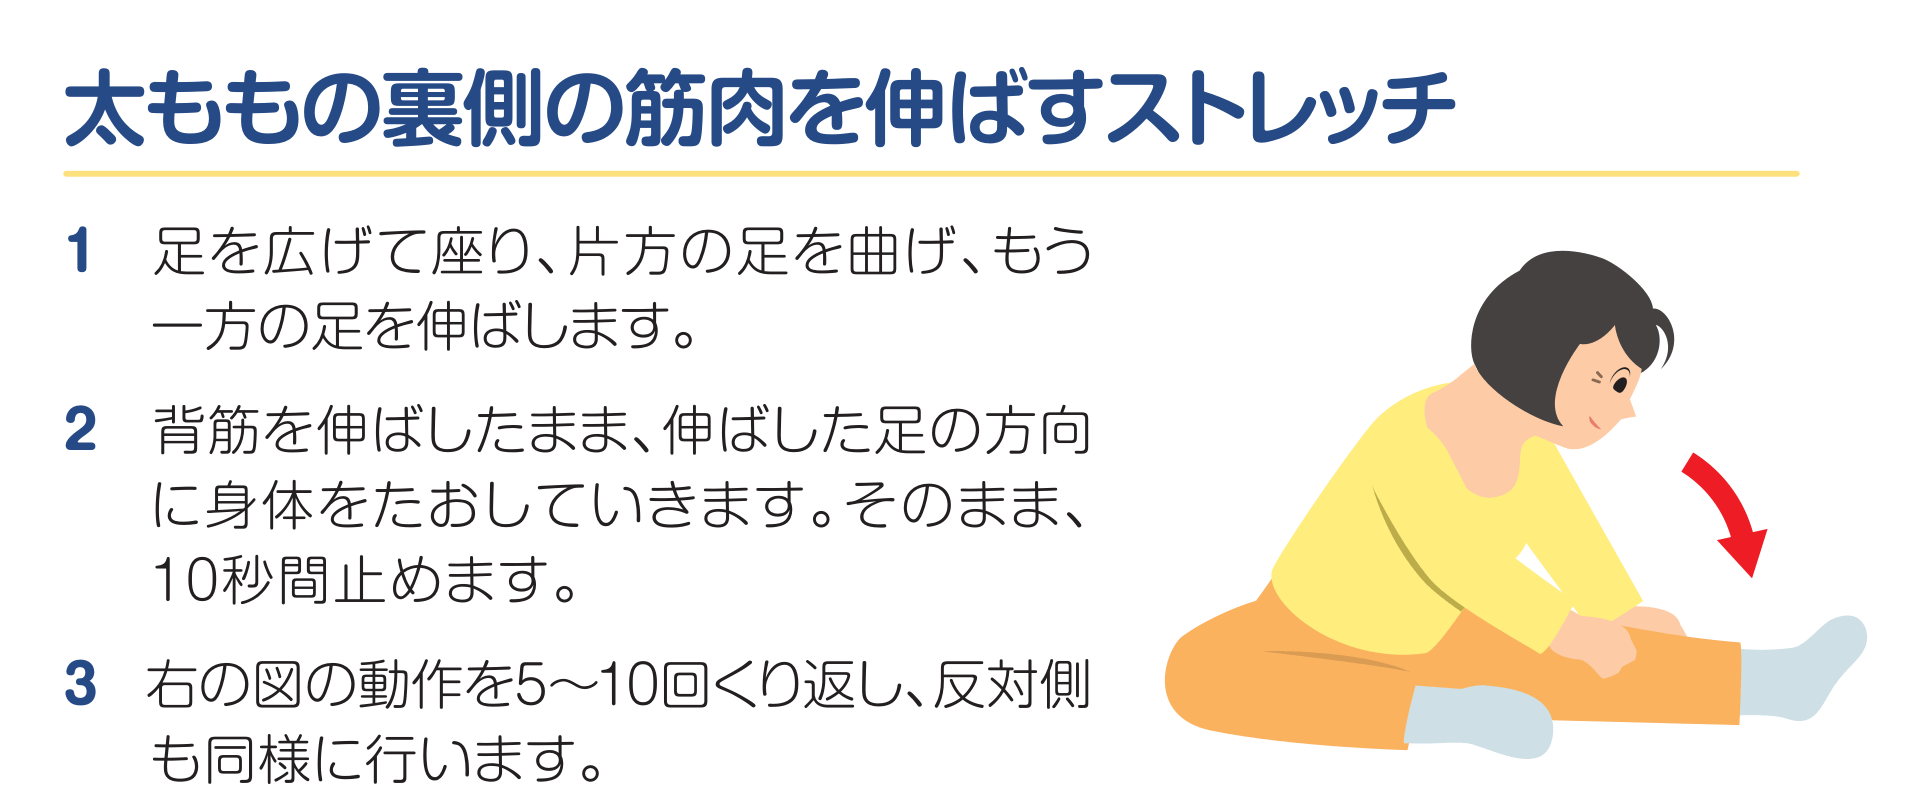 太ももの裏側の筋肉を伸ばすストレッチ
1 足を広げて座り、片方の足を曲げ、もう
一方の足を伸ばします。
2 背筋を伸ばしたまま、伸ばした足の方向
に身体をたおしていきます。そのまま、
10秒間止めます。
3 右の図の動作を5〜10回くり返し、反対側
も同様に行います。